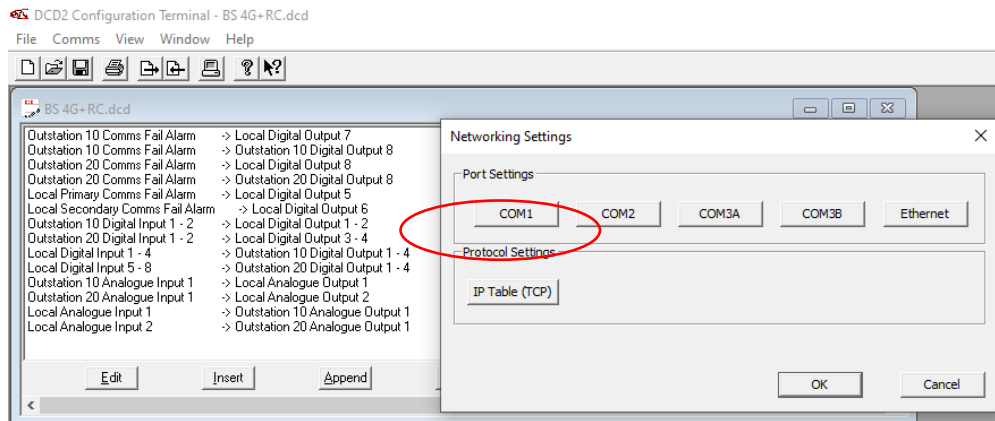 DCD2 Configuration Terminal - BS 4G+RC.dcd
File Comms View Window Help
BS 4G+RC.dcd
Outstation 10 Comms Fail Alarm -> Local Digital Output 7
Outstation 10 Comms Fail Alarm -> Outstation 10 Digital Output 8
Outstation 20 Comms Fail Alarm -> Local Digital Output 8
Outstation 20 Comms Fail Alarm -> Outstation 20 Digital Output 8
Local Primary Comms Fail Alarm -> Local Digital Output 5
Local Secondary Comms Fail Alarm -> Local Digital Output 6
Outstation 10 Digital Input 1 - 2 -> Local Digital Output 1 - 2
Outstation 20 Digital Input 1 - 2 -> Local Digital Output 3 - 4
Local Digital Input 1 - 4 -> Outstation 10 Digital Output 1 - 4
Local Digital Input 5 - 8 -> Outstation 20 Digital Output 1 - 4
Outstation 10 Analogue Input 1 -> Local Analogue Output 1
Outstation 20 Analogue Input 1 -> Local Analogue Output 2
Local Analogue Input 1 -> Outstation 10 Analogue Output 1
Local Analogue Input 2 -> Outstation 20 Analogue Output 1
Edit Insert Append
Networking Settings
Port Settings
COM1 COM2 COM3A COM3B Ethernet
Protocol Settings
IP Table (TCP)
OK Cancel